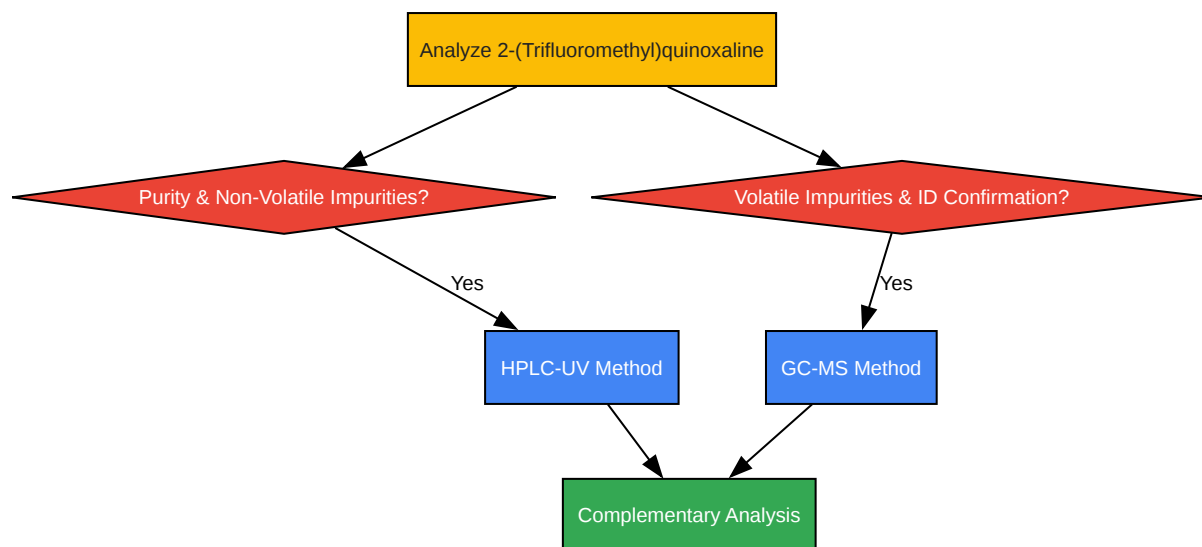 Analyze 2-(Trifluoromethyl)quinoxaline
Purity & Non-Volatile Impurities?
Volatile Impurities & ID Confirmation?
Yes
Yes
HPLC-UV Method
GC-MS Method
Complementary Analysis